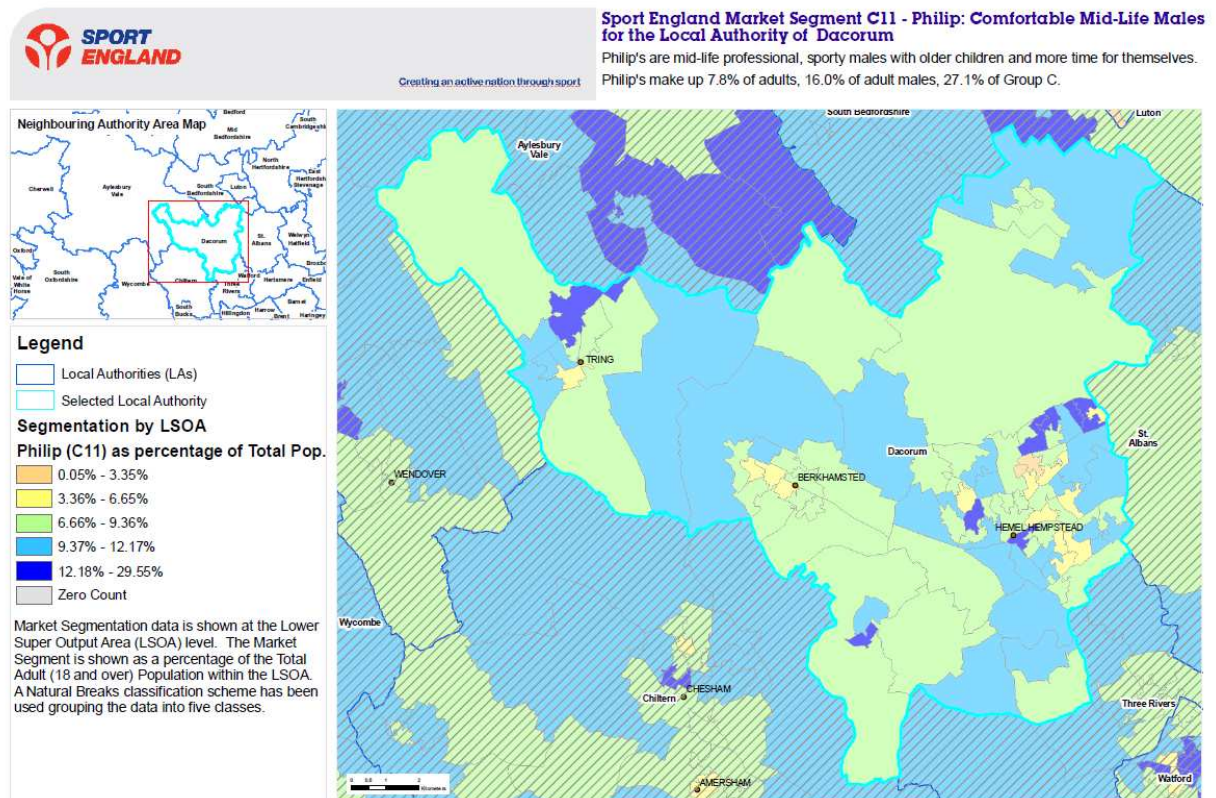 SPORT
ENGLAND
Creating an active nation through sport
Sport England Market Segment C11 - Philip: Comfortable Mid-Life Males
for the Local Authority of Dacorum
Philip's are mid-life professional, sporty males with older children and more time for themselves.
Philip's make up 7.8% of adults, 16.0% of adult males, 27.1% of Group C.
Neighbouring Authority Area Map
Bedford
Mid
Bedfordshire
South
North
Hertfordshire
East
Stevenage
Cherwell
Aylesbury
Vale
South
Bedfordshire
Luton
Dacorum
St.
Albans
Welwyn
Hatfield
Oxford
Vale of
White
Horse
South
Oxfordshire
Wycombe
Chiltern
Three
Rivers
Watford
Hertsmere
Enfield
South
Bucks
Hillingdon
Harrow
Brent
Barnet
Haringey
Legend
Local Authorities (LAs)
Selected Local Authority
Segmentation by LSOA
Philip (C11) as percentage of Total Pop.
0.05% - 3.35%
3.36% - 6.65%
6.66% - 9.36%
9.37% - 12.17%
12.18% - 29.55%
Zero Count
Market Segmentation data is shown at the Lower
Super Output Area (LSOA) level. The Market
Segment is shown as a percentage of the Total
Adult (18 and over) Population within the LSOA.
A Natural Breaks classification scheme has been
used grouping the data into five classes.
South Bedfordshire
Luton
Aylesbury
Vale
TRING
WENDOVER
Dacorum
St.
Albans
BERKHAMSTED
HEMEL HEMPSTEAD
Wycombe
Chiltern
CHESHAM
Three Rivers
AMERSHAM
Watford
0 0.5 1 2
Kilometers